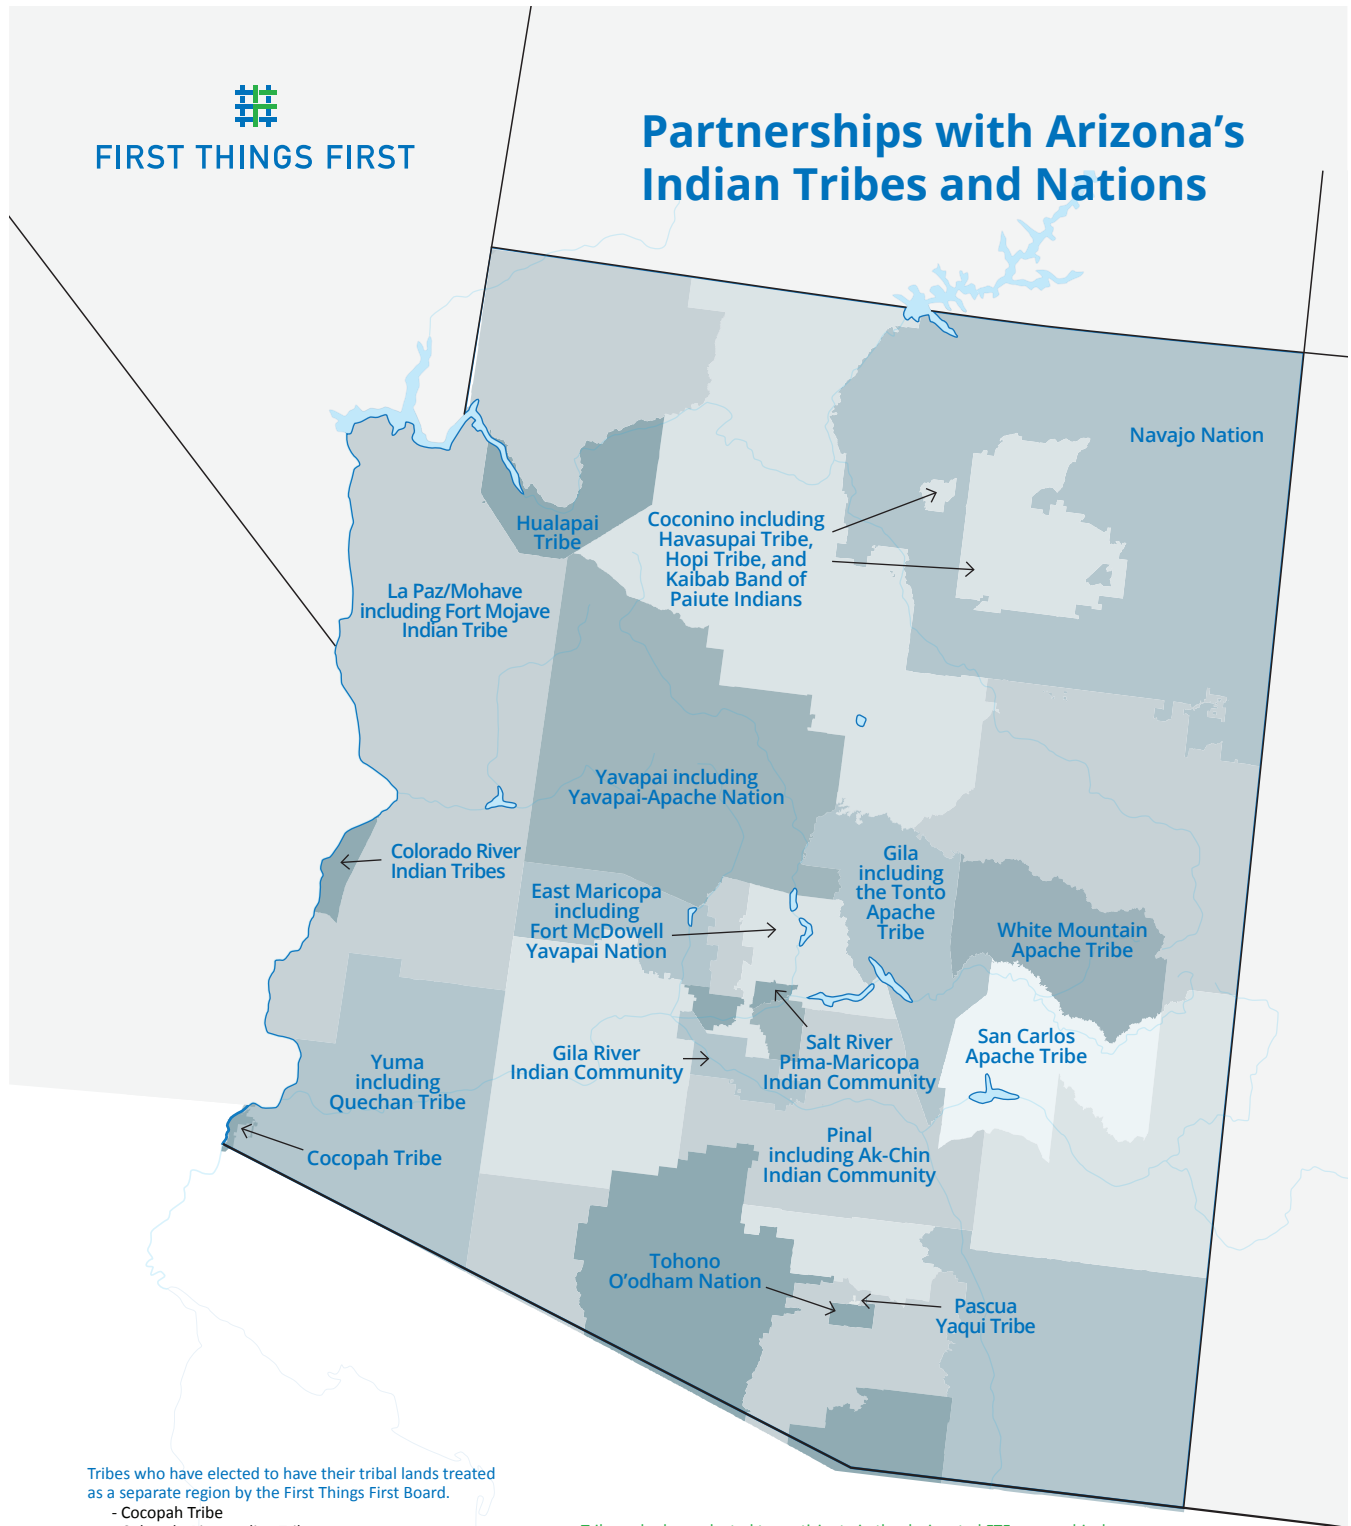 FIRST THINGS FIRST
Partnerships with Arizona's
Indian Tribes and Nations
Navajo Nation
Hualapai
Tribe
Coconino including
Havasupai Tribe,
Hopi Tribe, and
Kaibab Band of
Paiute Indians
La Paz/Mohave
including Fort Mojave
Indian Tribe
Yavapai including
Yavapai-Apache Nation
Colorado River
Indian Tribes
Gila
including
the Tonto
Apache
Tribe
East Maricopa
including
Fort McDowell
Yavapai Nation
White Mountain
Apache Tribe
San Carlos
Apache Tribe
Salt River
Pima-Maricopa
Indian Community
Gila River
Indian Community
Yuma
including
Quechan Tribe
Cocopah Tribe
Pinal
including Ak-Chin
Indian Community
Tohono
O'odham Nation
Pascua
Yaqui Tribe
Tribes who have elected to have their tribal lands treated
as a separate region by the First Things First Board.
- Cocopah Tribe